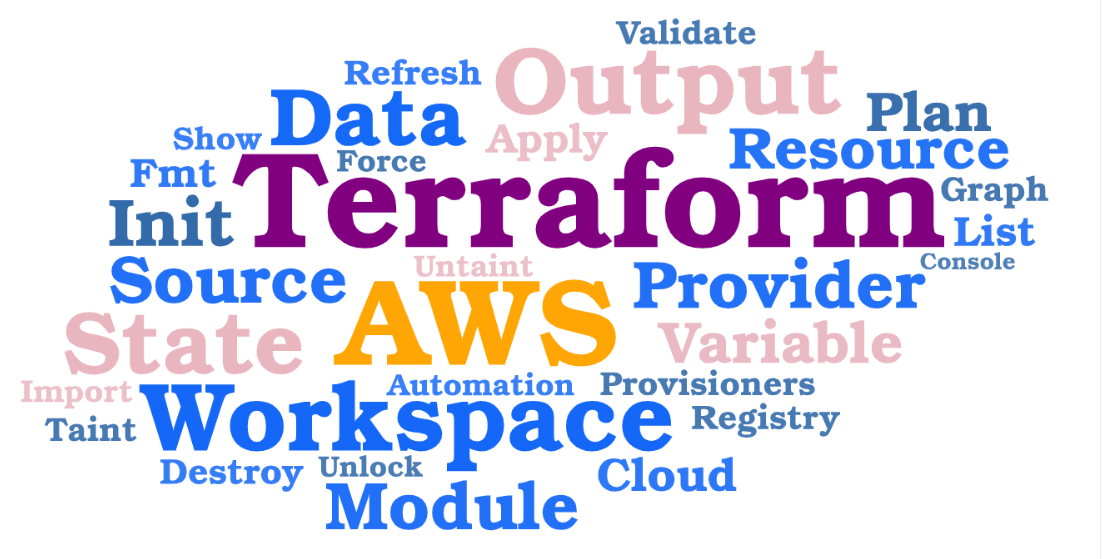 Validate
Refresh
Output
Data
Plan
Show
Apply
Resource
Fmt
Force
Terraform
Graph
Init
List
Console
Source
Untaint
Provider
AWS
State
Variable
Import
Automation
Provisioners
Workspace
Taint
Registry
Destroy
Unlock
Cloud
Module